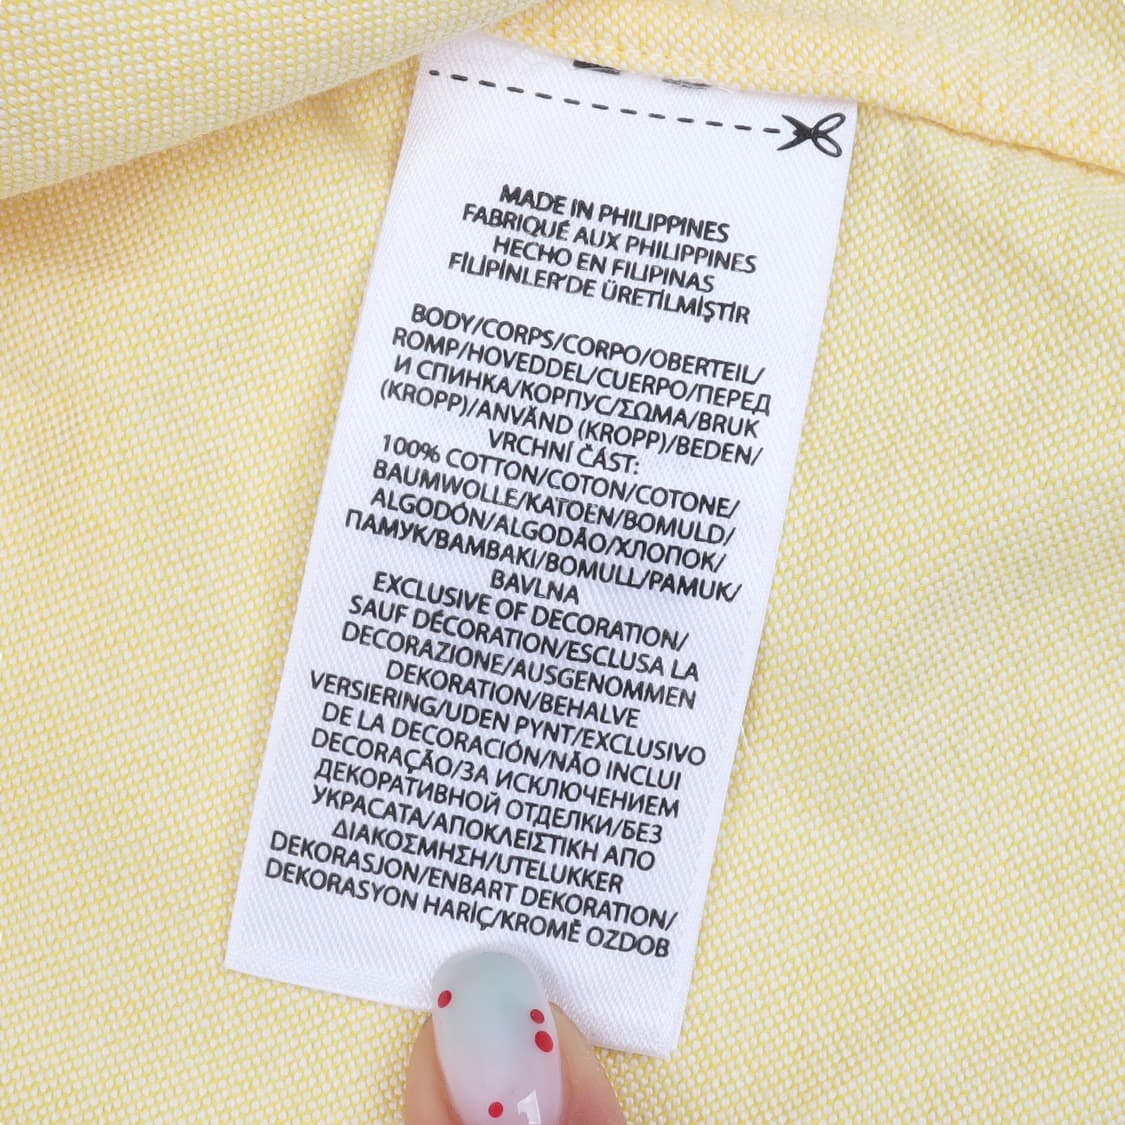 MADE IN PHILIPPINES
FABRIQUÉ AUX PHILIPPINES
HECHO EN FILIPINAS
FİLİPİNLER'DE ÜRETİLMİŞTİR
BODY/CORPS/CORPO/OBERTEIL/
ROMP/HOVEDDEL/CUERPO/ПЕРЕД
И СПИНКА/КОРПУС/ΣΩΜΑ/BRUK
(KROPP)/ANVÄND (KROPP)/BEDEN/
VRCHNÍ ČÁST:
100% COTTON/COTON/COTONE/
BAUMWOLLE/KATOEN/BOMULD/
ALGODÓN/ALGODÃO/ХЛОПОК/
ПАМУК/ΒΑΜΒΑΚΙ/BOMULL/PAMUK/
BAVLNA
EXCLUSIVE OF DECORATION/
SAUF DÉCORATION/ESCLUSA LA
DECORAZIONE/AUSGENOMMEN
DEKORATION/BEHALVE
VERSIERING/UDEN PYNT/EXCLUSIVO
DE LA DECORACIÓN/NÃO INCLUI
DECORAÇÃO/ЗА ИСКЛЮЧЕНИЕМ
ДЕКОРАТИВНОЙ ОТДЕЛКИ/БЕЗ
УКРАСАТА/ΑΠΟΚΛΕΙΣΤΙΚΗ ΑΠΟ
ΔΙΑΚΟΣΜΗΣΗ/UTELUKKER
DEKORASJON/ENBART DEKORATION/
DEKORASYON HARİÇ/KROMĚ OZDOB